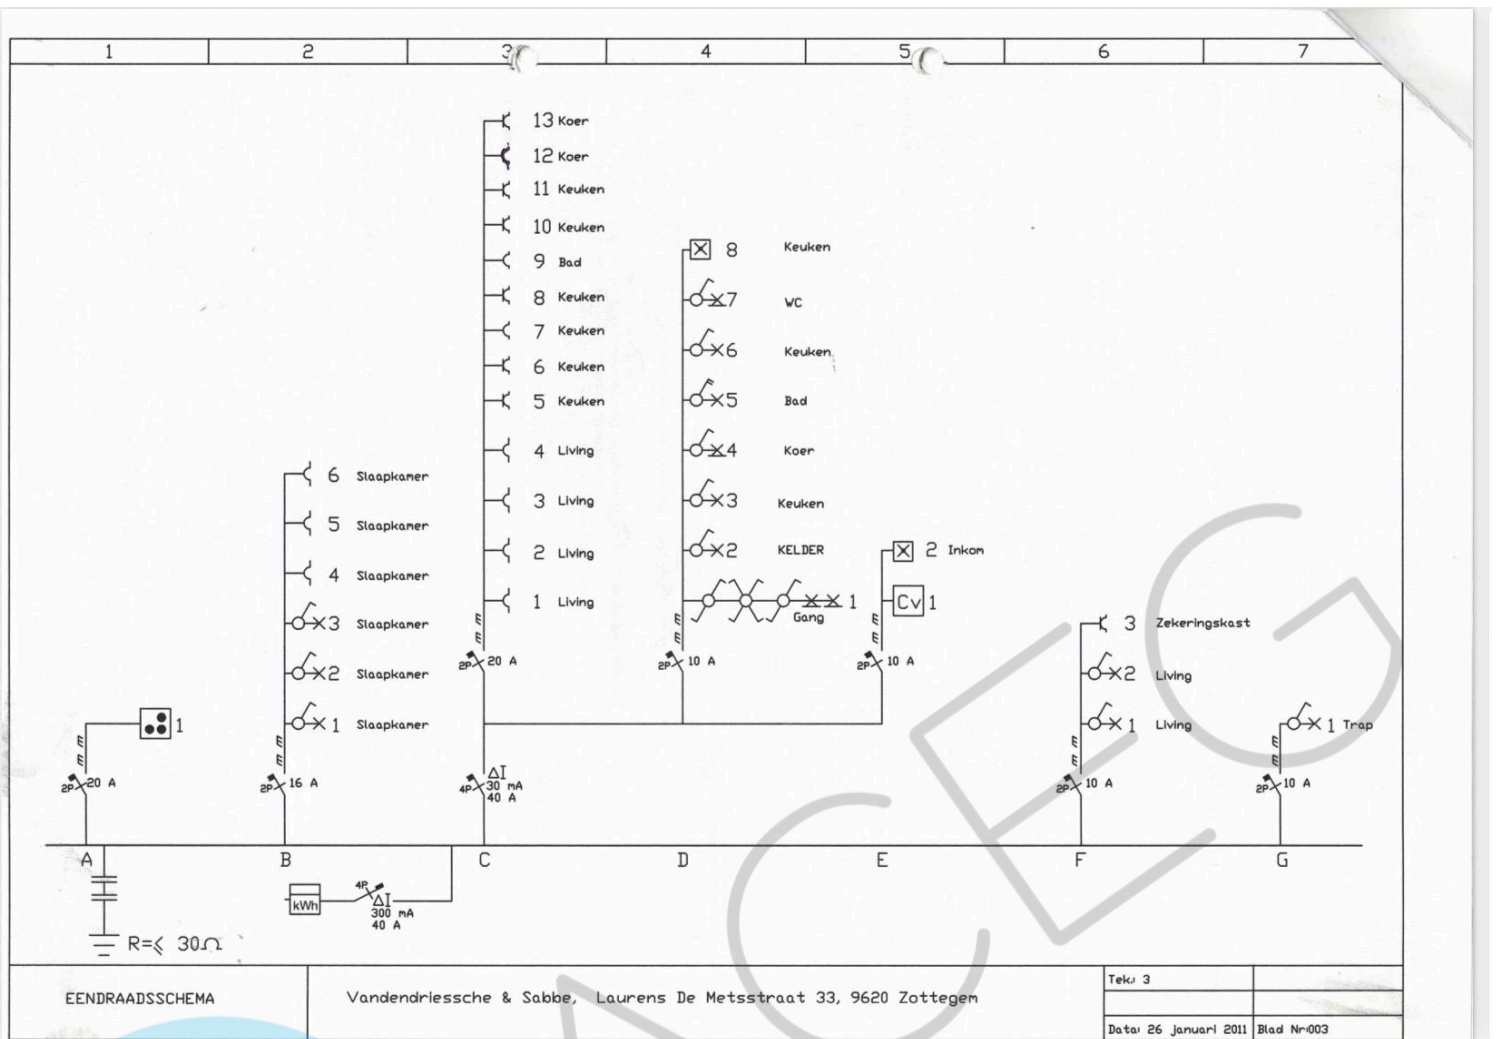 1 2 3 4 5 6 7
13 Koer
12 Koer
11 Keuken
10 Keuken
9 Bad
8 Keuken
7 Keuken
6 Keuken
5 Keuken
4 Living
3 Living
2 Living
1 Living
20 A
2P
8 Keuken
7 WC
6 Keuken
5 Bad
4 Koer
3 Keuken
2 KELDER
1
Gang
10 A
2P
2 Inkom
Cv 1
10 A
2P
6 Slaapkamer
5 Slaapkamer
4 Slaapkamer
3 Slaapkamer
2 Slaapkamer
1 Slaapkamer
16 A
2P
1
20 A
2P
ΔI
30 mA
4P
40 A
3 Zekeringskast
2 Living
1 Living
10 A
2P
1 Trap
10 A
2P
A B C D E F G
kWh
4P
ΔI
300 mA
40 A
R=≤ 30Ω
EENDRAADSSCHEMA
Vandendriessche & Sabbe, Laurens De Metsstraat 33, 9620 Zottegem
Tek.: 3
Data: 26 januari 2011
Blad Nr:003
ACEG